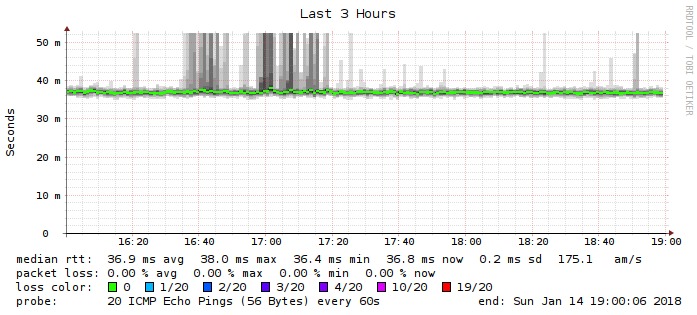 Last 3 Hours
RRDTOOL / TOBI OETIKER
Seconds
50 m
40 m
30 m
20 m
10 m
0
16:20 16:40 17:00 17:20 17:40 18:00 18:20 18:40 19:00
median rtt: 36.9 ms avg 38.0 ms max 36.4 ms min 36.8 ms now 0.2 ms sd 175.1 am/s
packet loss: 0.00 % avg 0.00 % max 0.00 % min 0.00 % now
loss color: 0 1/20 2/20 3/20 4/20 10/20 19/20
probe: 20 ICMP Echo Pings (56 Bytes) every 60s end: Sun Jan 14 19:00:06 2018